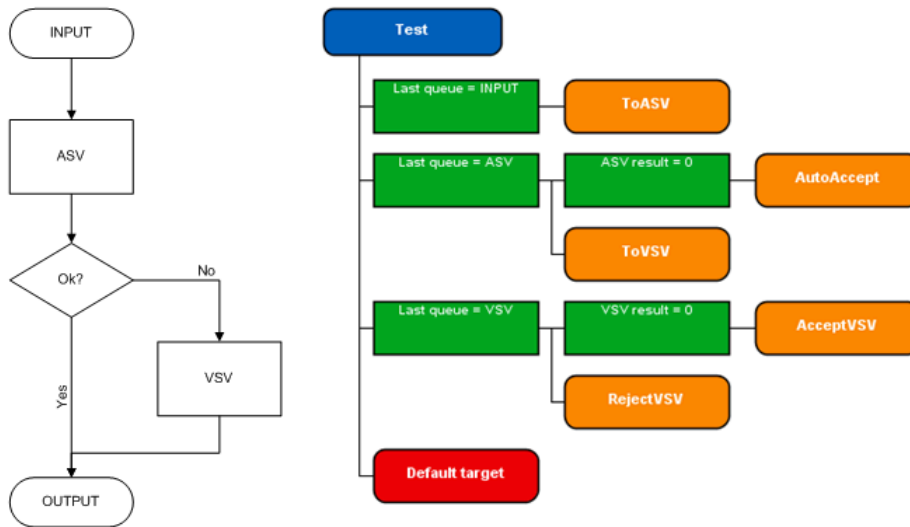 INPUT
ASV
Ok?
No
Yes
VSV
OUTPUT
Test
Last queue = INPUT
ToASV
Last queue = ASV
ASV result = 0
AutoAccept
ToVSV
Last queue = VSV
VSV result = 0
AcceptVSV
RejectVSV
Default target